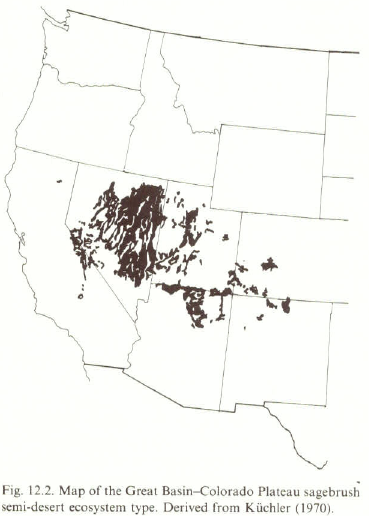 Fig. 12.2. Map of the Great Basin–Colorado Plateau sagebrush
semi-desert ecosystem type. Derived from Küchler (1970).